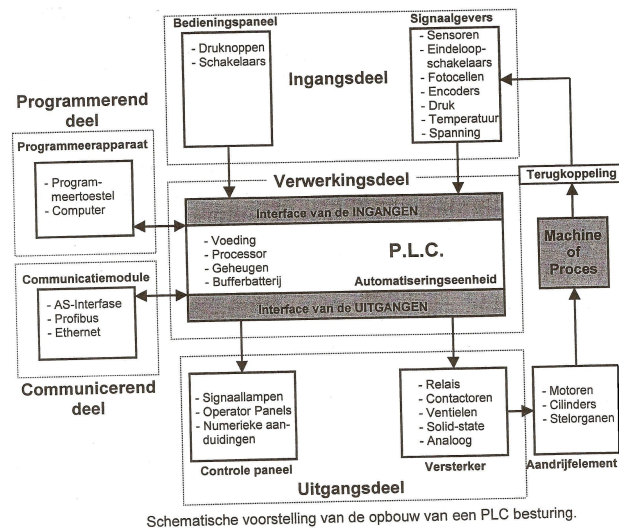 Bedieningspaneel
- Druknoppen
- Schakelaars
Ingangsdeel
Signaalgevers
- Sensoren
- Eindeloop-
schakelaars
- Fotocellen
- Encoders
- Druk
- Temperatuur
- Spanning
Programmerend
deel
Programmeerapparaat
- Program-
meertoestel
- Computer
Verwerkingsdeel
Interface van de INGANGEN
- Voeding
- Processor
- Geheugen
- Bufferbatterij
P.L.C.
Automatiseringseenheid
Interface van de UITGANGEN
Terugkoppeling
Machine
of
Proces
Communicatiemodule
- AS-Interfase
- Profibus
- Ethernet
Communicerend
deel
- Signaallampen
- Operator Panels
- Numerieke aan-
duidingen
Controle paneel
- Relais
- Contactoren
- Ventielen
- Solid-state
- Analoog
Versterker
- Motoren
- Cilinders
- Stelorganen
Aandrijfelement
Uitgangsdeel
Schematische voorstelling van de opbouw van een PLC besturing.